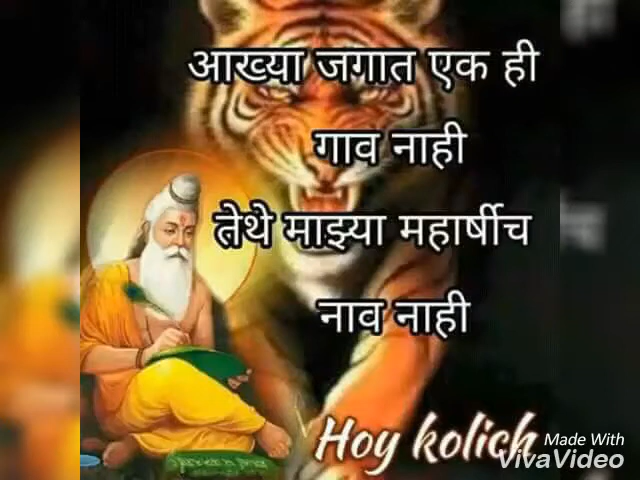 आख्या जगात एक ही
गाव नाही
तेथे माझ्या महार्षीच
नाव नाही
Hoy kolich
Made With
VivaVideo